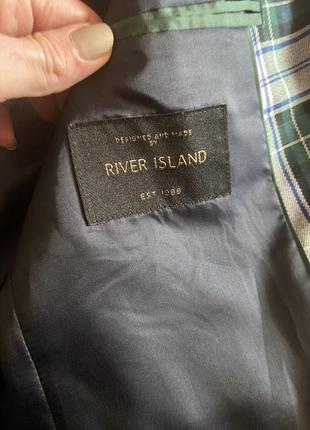 DESIGNED AND MADE
BY
RIVER ISLAND
EST 1988